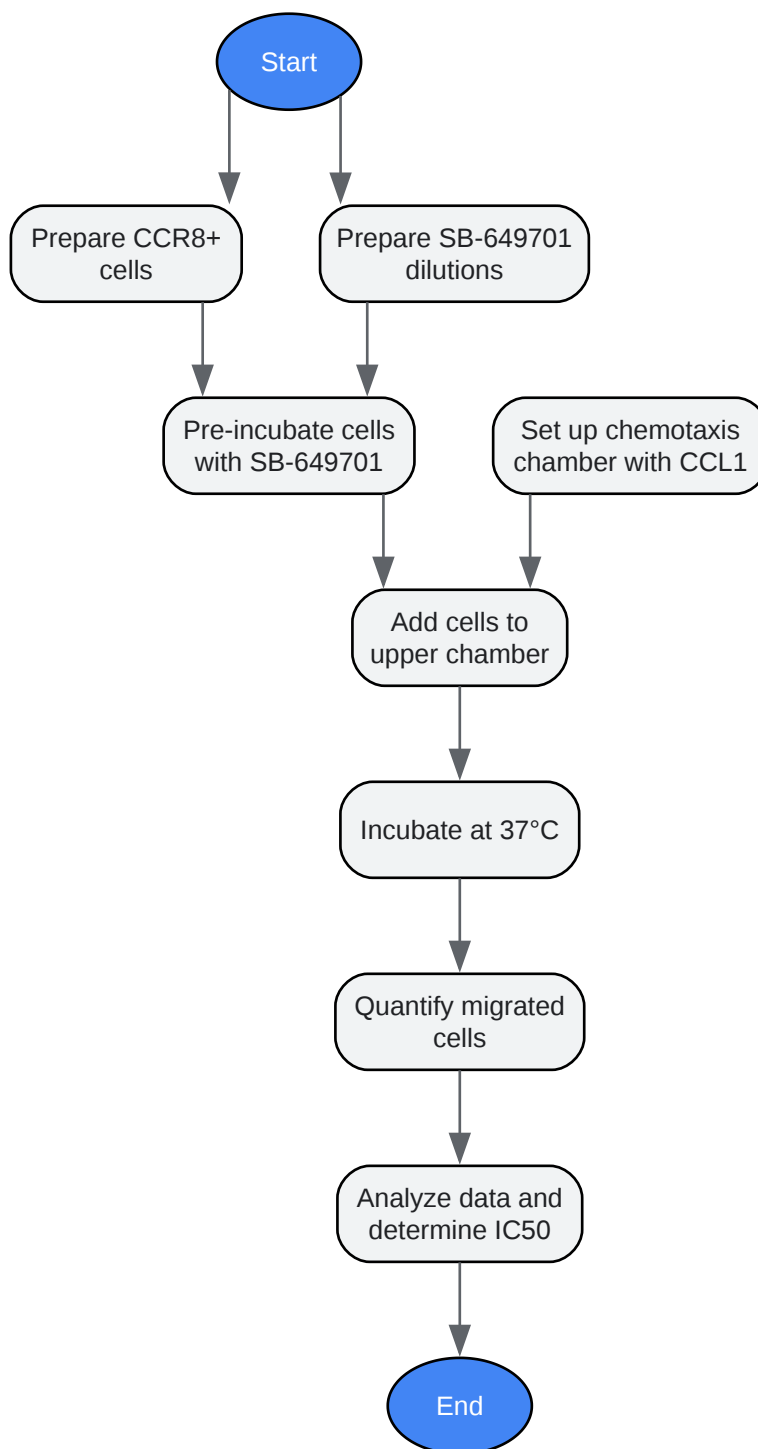 Start
Prepare CCR8+
cells
Prepare SB-649701
dilutions
Pre-incubate cells
with SB-649701
Set up chemotaxis
chamber with CCL1
Add cells to
upper chamber
Incubate at 37°C
Quantify migrated
cells
Analyze data and
determine IC50
End